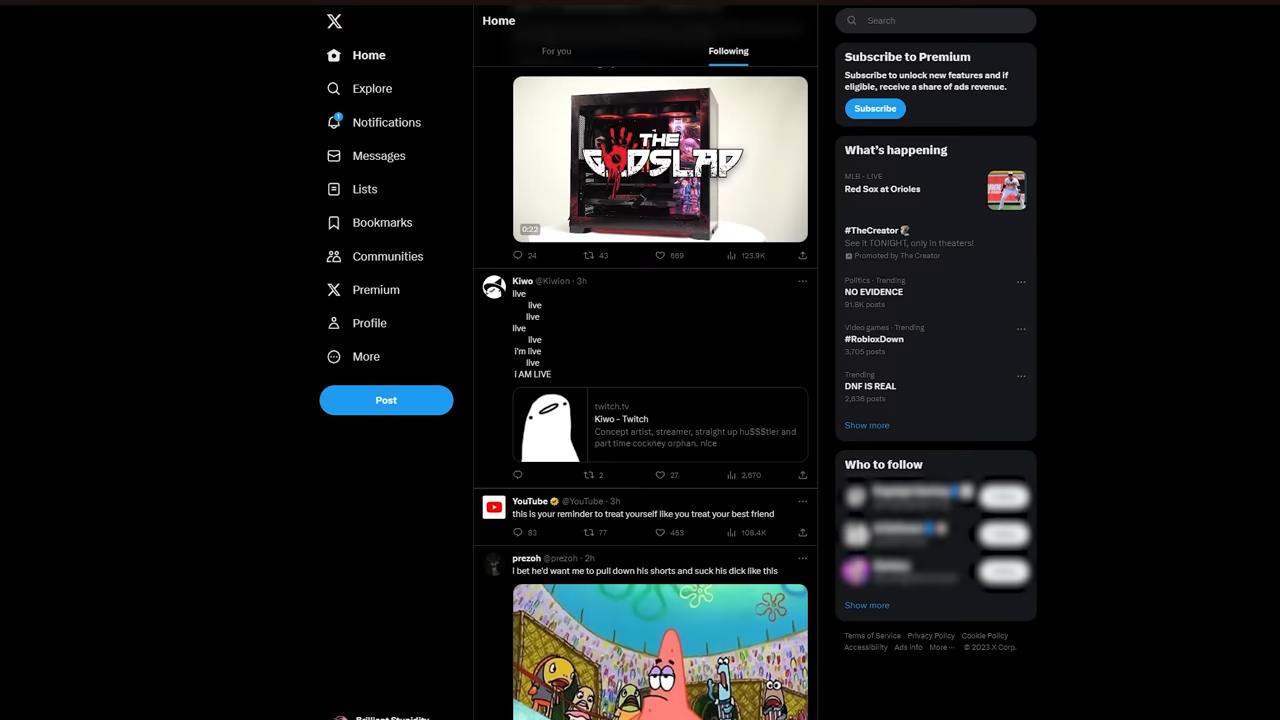 Home
Explore
Notifications
Messages
Lists
Bookmarks
Communities
Premium
Profile
More
Post
Brilliant Stupidity
Home
For you
Following
THE
GODSLAP
0:22
24 43 669 123.9K
Kiwo @Kiwion · 3h
live
live
live
live
live
i'm live
live
i AM LIVE
twitch.tv
Kiwo - Twitch
Concept artist, streamer, straight up hu$$$tler and
part time cockney orphan. nice
2 27 2,670
YouTube @YouTube · 3h
this is your reminder to treat yourself like you treat your best friend
83 77 453 108.4K
prezoh @prezoh · 2h
i bet he'd want me to pull down his shorts and suck his dick like this
Search
Subscribe to Premium
Subscribe to unlock new features and if
eligible, receive a share of ads revenue.
Subscribe
What's happening
MLB · LIVE
Red Sox at Orioles
#TheCreator
See it TONIGHT, only in theaters!
Promoted by The Creator
Politics · Trending
NO EVIDENCE
91.8K posts
Video games · Trending
#RobloxDown
3,705 posts
Trending
DNF IS REAL
2,636 posts
Show more
Who to follow
Show more
Terms of Service Privacy Policy Cookie Policy
Accessibility Ads info More ··· © 2023 X Corp.